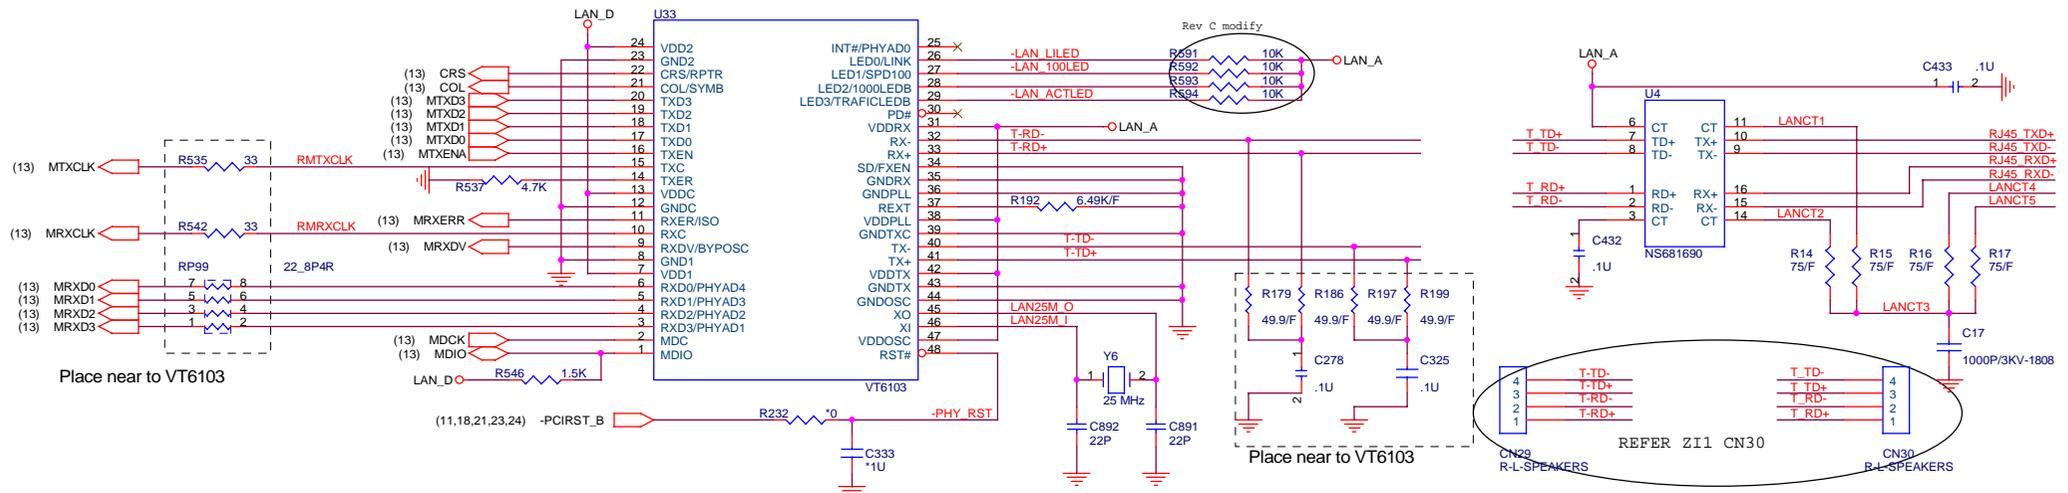 Rev C modify
LAN_D
U33
24 VDD2 INT#/PHYAD0 25
23 GND2 LED0/LINK 26 -LAN_LILED R591 10K LAN_A
(13) CRS 22 CRS/RPTR LED1/SPD100 27 -LAN_100LED R592 10K
(13) COL 21 COL/SYMB LED2/1000LEDB 28 R593 10K
(13) MTXD3 20 TXD3 LED3/TRAFICLEDB 29 -LAN_ACTLED R594 10K
(13) MTXD2 19 TXD2 PD# 30
(13) MTXD1 18 TXD1 VDDRX 31 LAN_A
(13) MTXD0 17 TXD0 RX- 32 T-RD-
(13) MTXENA 16 TXEN RX+ 33 T-RD+
(13) MTXCLK R535 33 RMTXCLK 15 TXC SD/FXEN 34
R537 4.7K 14 TXER GNDRX 35
13 VDDC GNDPLL 36
12 GNDC REXT 37 R192 6.49K/F
(13) MRXERR 11 RXER/ISO VDDPLL 38
(13) MRXCLK R542 33 RMRXCLK 10 RXC GNDTXC 39
(13) MRXDV 9 RXDV/BYPOSC TX- 40 T-TD-
8 GND1 TX+ 41 T-TD+
RP99 22_8P4R 7 VDD1 VDDTX 42
(13) MRXD0 7 8 6 RXD0/PHYAD4 GNDTX 43
(13) MRXD1 5 6 5 RXD1/PHYAD3 GNDOSC 44
(13) MRXD2 3 4 4 RXD2/PHYAD2 XO 45 LAN25M_O
(13) MRXD3 1 2 3 RXD3/PHYAD1 XI 46 LAN25M_I
(13) MDCK 2 MDC VDDOSC 47
(13) MDIO 1 MDIO RST# 48
Place near to VT6103
LAN_D R546 1.5K
VT6103
(11,18,21,23,24) -PCIRST_B R232 *0 -PHY_RST
C333
*1U
Y6
1 2
25 MHz
C892
22P
C891
22P
R179 R186 R197 R199
49.9/F 49.9/F 49.9/F 49.9/F
1
C278
.1U
2
C325
.1U
Place near to VT6103
LAN_A
C433 .1U
1 2
U4
6 CT CT 11 LANCT1
T_TD+ 7 TD+ TX+ 10 RJ45_TXD+
T_TD- 8 TD- TX- 9 RJ45_TXD-
RJ45_RXD+
RJ45_RXD-
T_RD+ 1 RD+ RX+ 16 LANCT4
T_RD- 2 RD- RX- 15 LANCT5
3 CT CT 14 LANCT2
NS681690
1
C432
.1U
2
R14 R15 R16 R17
75/F 75/F 75/F 75/F
LANCT3
C17
1000P/3KV-1808
4 T-TD- T_TD- 4
3 T-TD+ T_TD+ 3
2 T-RD- T_RD- 2
1 T-RD+ T_RD+ 1
REFER ZI1 CN30
CN29
R-L-SPEAKERS
CN30
R-L-SPEAKERS